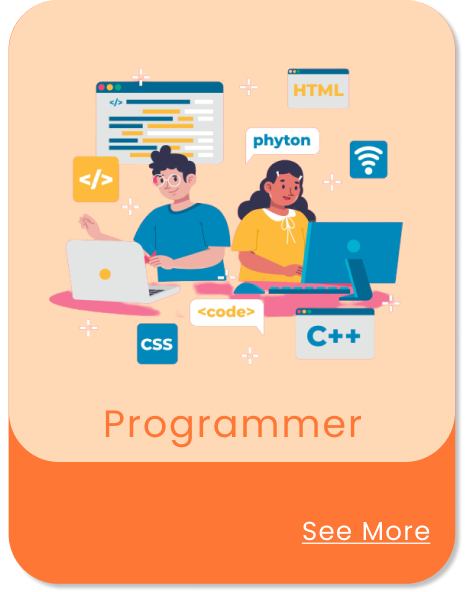 HTML
</>
phyton
</>
<code>
C++
CSS
Programmer
See More